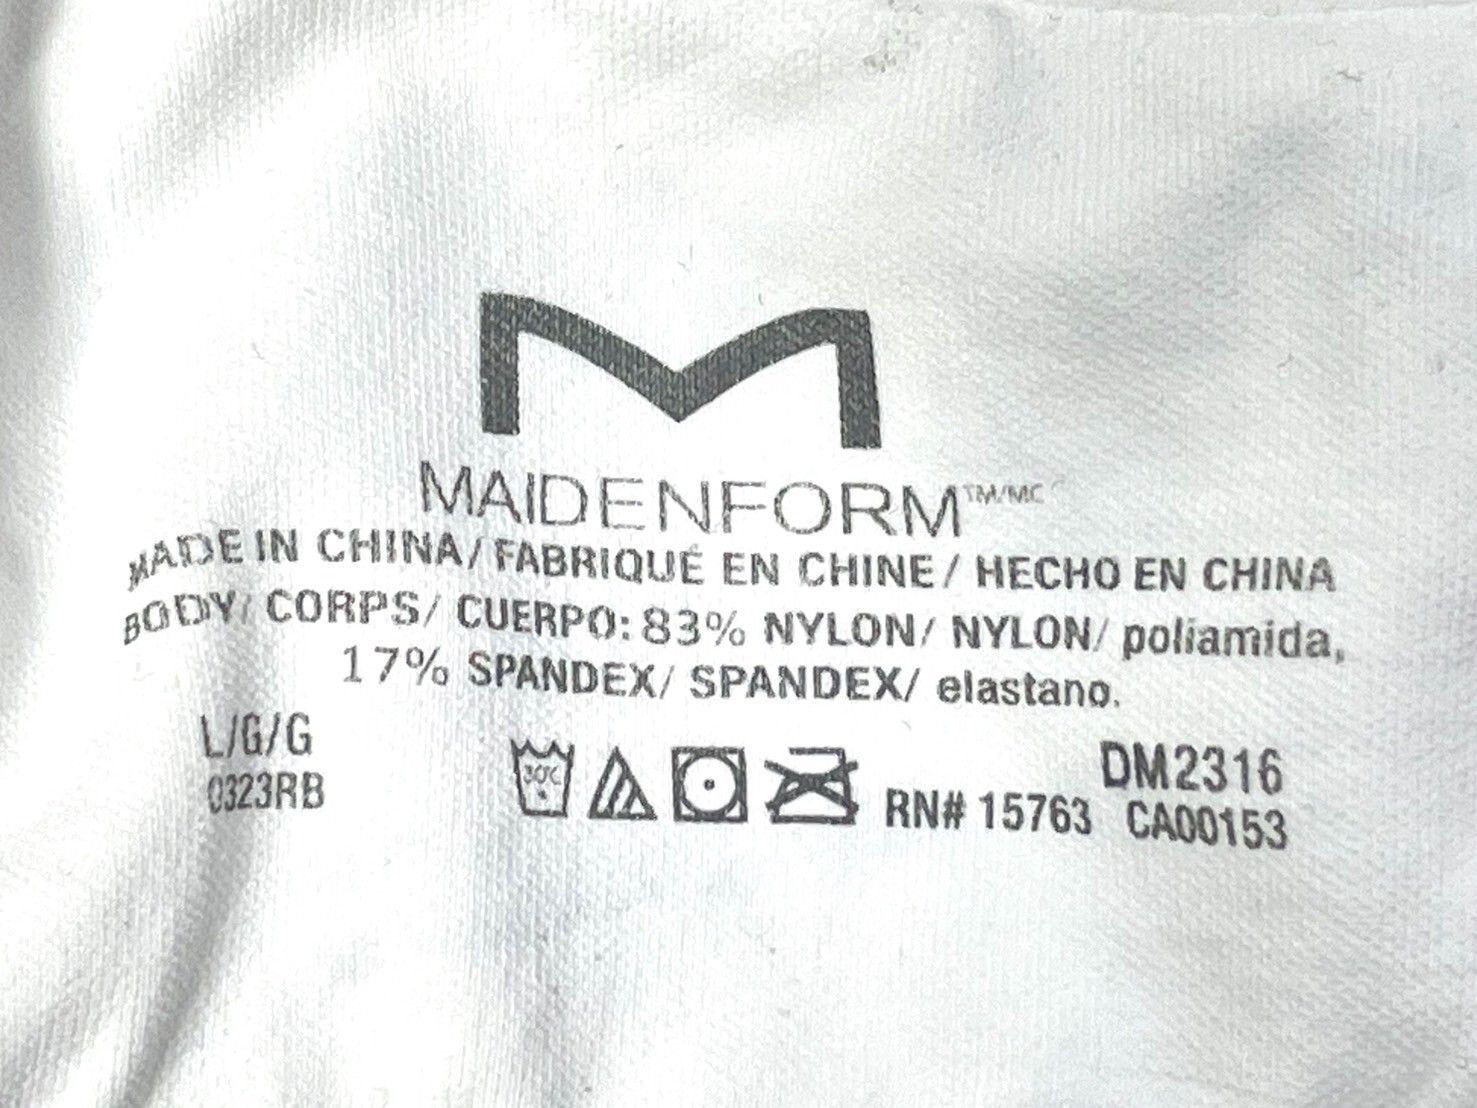 MAIDENFORM™/MC
MADE IN CHINA/ FABRIQUÉ EN CHINE/ HECHO EN CHINA
BODY/ CORPS/ CUERPO: 83% NYLON/ NYLON/ poliamida,
17% SPANDEX/ SPANDEX/ elastano.
L/G/G
0323RB
30°C
DM2316
RN# 15763 CA00153